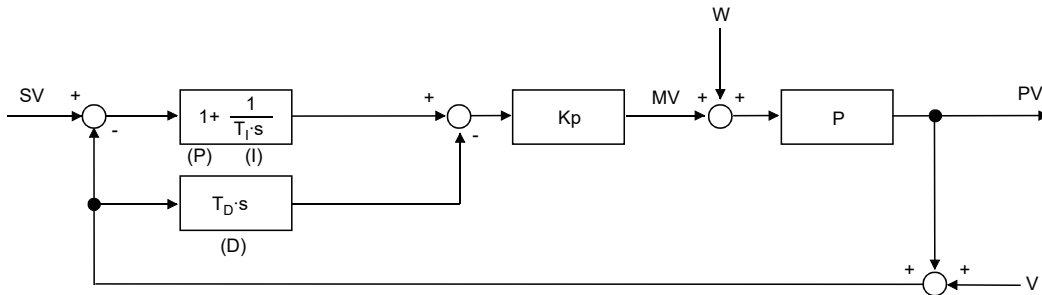 W
SV
+
-
1+ 1/(T_I·s)
(P) (I)
+
-
Kp
MV
+
+
P
PV
T_D·s
(D)
+
+
V